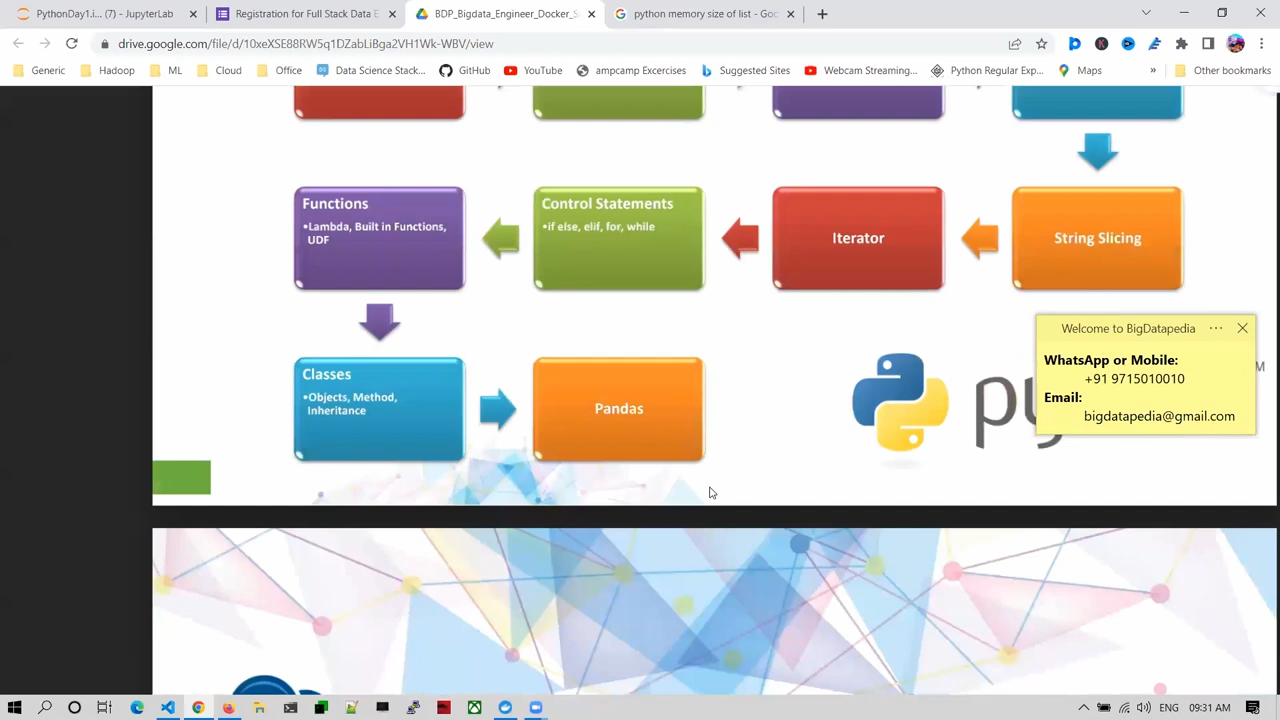 PythonDay1.i... (7) - JupyterLab
Registration for Full Stack Data E
BDP_Bigdata_Engineer_Docker_S
python memory size of list - Goo
drive.google.com/file/d/10xeXSE88RW5q1DZabLiBga2VH1Wk-WBV/view
Generic
Hadoop
ML
Cloud
Office
Data Science Stack...
GitHub
YouTube
ampcamp Excercises
Suggested Sites
Webcam Streaming...
Python Regular Exp...
Maps
»
Other bookmarks
Functions
•Lambda, Built in Functions,
UDF
Control Statements
•if else, elif, for, while
Iterator
String Slicing
Welcome to BigDatapedia
WhatsApp or Mobile:
+91 9715010010
Email:
bigdatapedia@gmail.com
M
Classes
•Objects, Method,
Inheritance
Pandas
py
ENG
09:31 AM